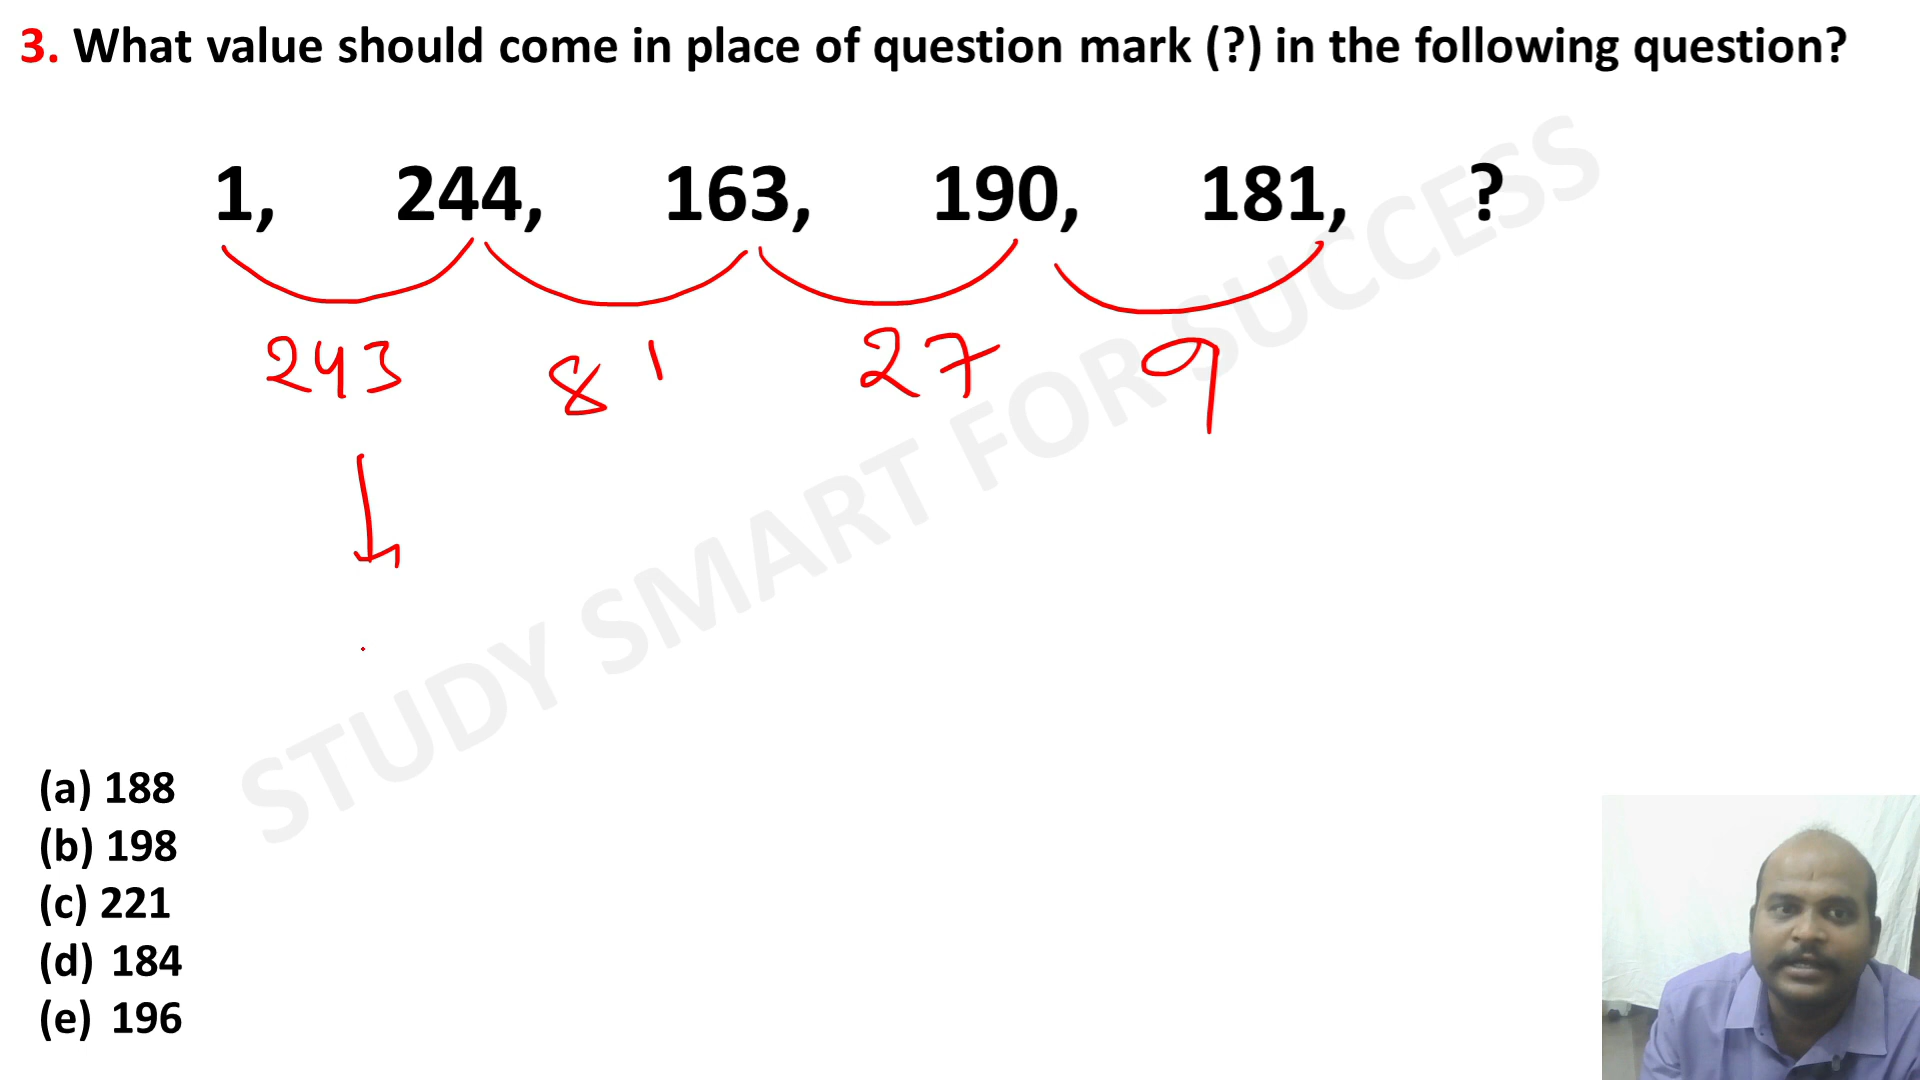 3. What value should come in place of question mark (?) in the following question?
1, 244, 163, 190, 181, ?
243 81 27 9
STUDY SMART FOR SUCCESS
(a) 188
(b) 198
(c) 221
(d) 184
(e) 196